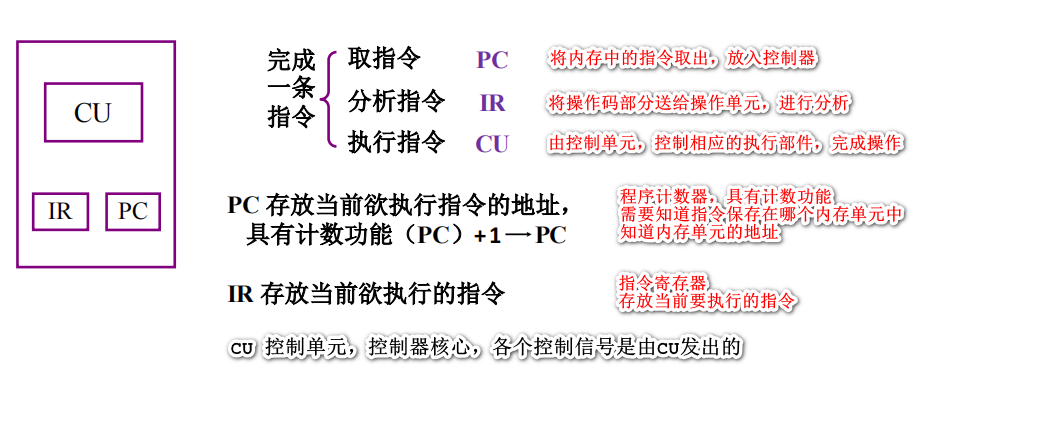 CU
IR
PC
完成
一条
指令
取指令 PC 将内存中的指令取出，放入控制器
分析指令 IR 将操作码部分送给操作单元，进行分析
执行指令 CU 由控制单元，控制相应的执行部件，完成操作
PC 存放当前欲执行指令的地址，
具有计数功能（PC）+1→PC
程序计数器，具有计数功能
需要知道指令保存在哪个内存单元中
知道内存单元的地址
IR 存放当前欲执行的指令
指令寄存器
存放当前要执行的指令
CU 控制单元，控制器核心，各个控制信号是由CU发出的